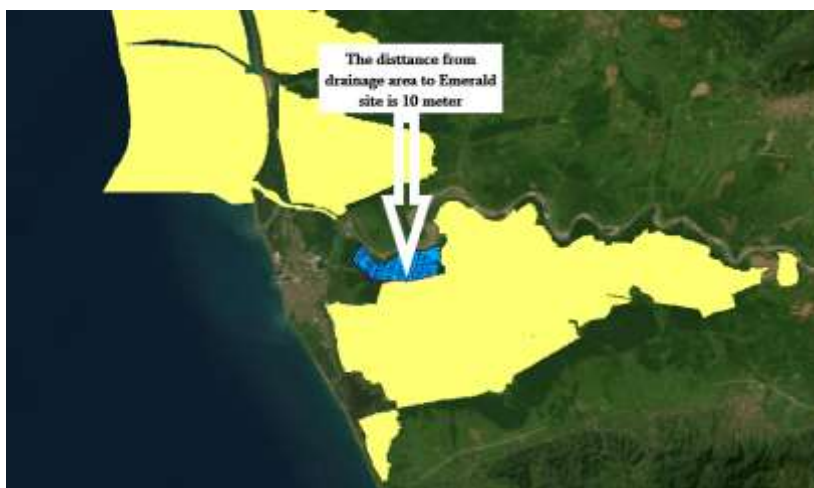 The disttance from
drainage area to Emerald
site is 10 meter